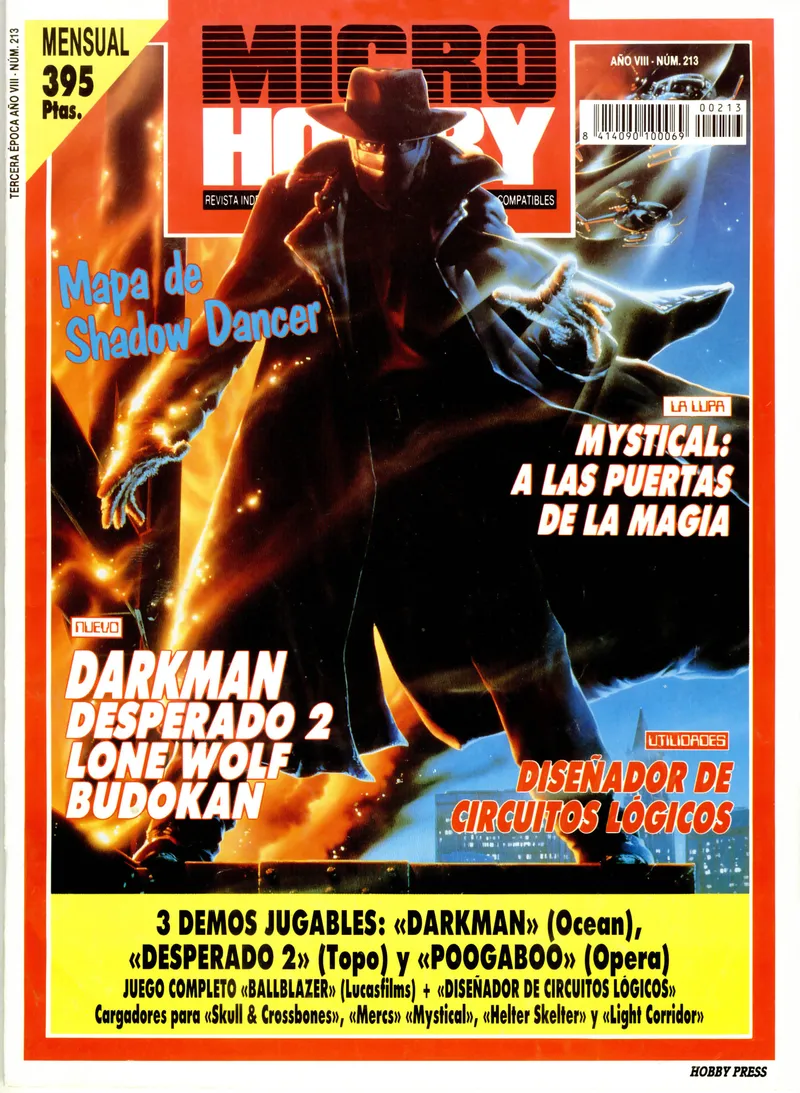 TERCERA EPOCA AÑO VIII - NÚM. 213
MENSUAL
395
Ptas.
MICRO
HOBBY
REVISTA IND
COMPATIBLES
AÑO VIII - NÚM. 213
00213
8 414090 100069
Mapa de
Shadow Dancer
LA LUPA
MYSTICAL:
A LAS PUERTAS
DE LA MAGIA
NUEVO
DARKMAN
DESPERADO 2
LONE WOLF
BUDOKAN
UTILIDADES
DISEÑADOR DE
CIRCUITOS LÓGICOS
3 DEMOS JUGABLES: «DARKMAN» (Ocean),
«DESPERADO 2» (Topo) y «POOGABOO» (Opera)
JUEGO COMPLETO «BALLBLAZER» (Lucasfilms) + «DISEÑADOR DE CIRCUITOS LÓGICOS»
Cargadores para «Skull & Crossbones», «Mercs» «Mystical», «Helter Skelter» y «Light Corridor»
HOBBY PRESS